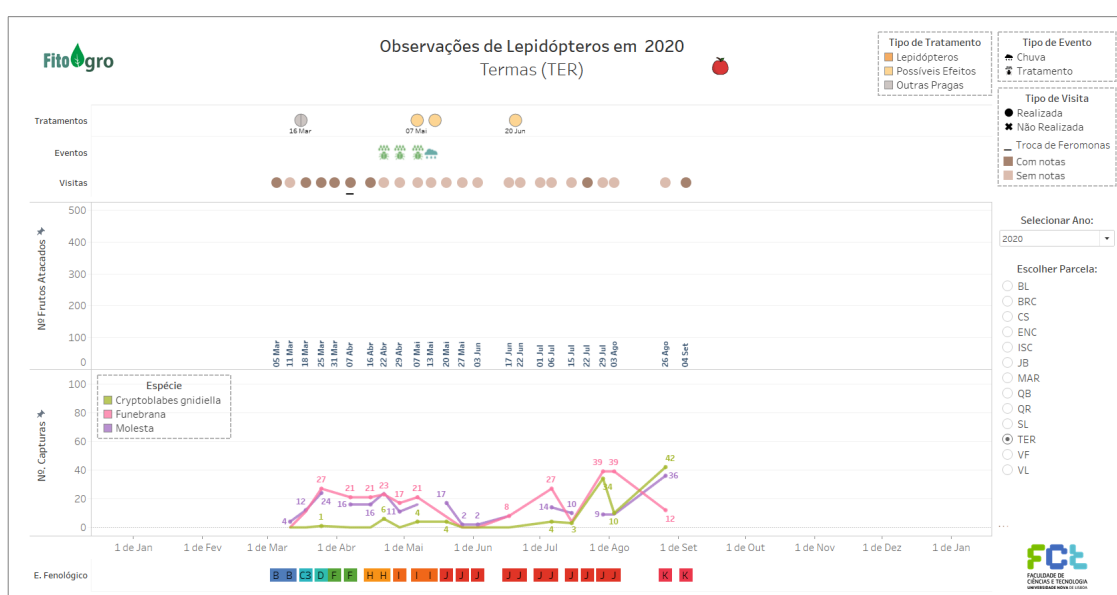 FitoAgro
Observações de Lepidópteros em 2020
Termas (TER)
Tipo de Tratamento
Lepidópteros
Possíveis Efeitos
Outras Pragas
Tipo de Evento
Chuva
Tratamento
Tipo de Visita
Realizada
Não Realizada
Troca de Feromonas
Com notas
Sem notas
Tratamentos
16 Mar
07 Mai
20 Jun
Eventos
Visitas
Selecionar Ano:
2020
Escolher Parcela:
BL
BRC
CS
ENC
ISC
JB
MAR
QB
QR
SL
TER
VF
VL
Nº Frutos Atacados
500
400
300
200
100
0
05 Mar
11 Mar
18 Mar
25 Mar
31 Mar
07 Abr
16 Abr
22 Abr
29 Abr
07 Mai
13 Mai
20 Mai
27 Mai
03 Jun
17 Jun
22 Jun
01 Jul
06 Jul
15 Jul
22 Jul
29 Jul
03 Ago
26 Ago
04 Set
Nº. Capturas
100
80
60
40
20
0
Espécie
Cryptoblabes gnidiella
Funebrana
Molesta
4
12
27
24
1
16
21
21
16
23
6
17
11
21
4
17
4
2
2
8
27
14
4
10
3
39
39
34
9
10
42
36
12
...
1 de Jan
1 de Fev
1 de Mar
1 de Abr
1 de Mai
1 de Jun
1 de Jul
1 de Ago
1 de Set
1 de Out
1 de Nov
1 de Dez
1 de Jan
E. Fenológico
B B C3 D F F H H I I I J J J J J J J J J J J K K
FCt
FACULDADE DE
CIÊNCIAS E TECNOLOGIA
UNIVERSIDADE NOVA DE LISBOA